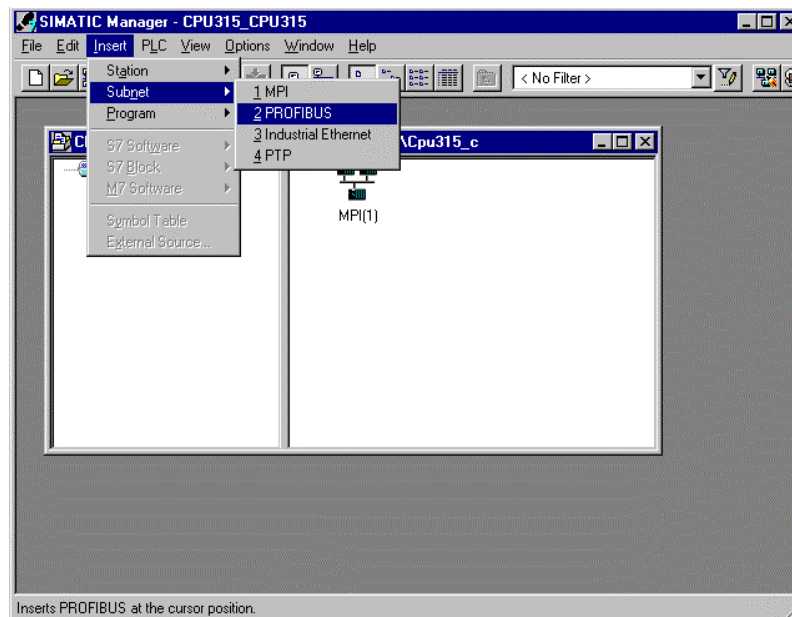 SIMATIC Manager - CPU315_CPU315
File Edit Insert PLC View Options Window Help
< No Filter >
Station
Subnet
Program
S7 Software
S7 Block
M7 Software
Symbol Table
External Source...
1 MPI
2 PROFIBUS
3 Industrial Ethernet
4 PTP
\Cpu315_c
MPI(1)
Inserts PROFIBUS at the cursor position.